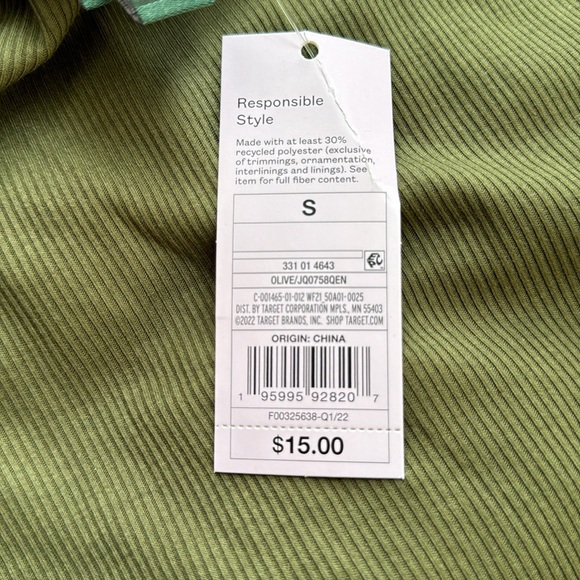 Responsible
Style
Made with at least 30%
recycled polyester (exclusive
of trimmings, ornamentation,
interlinings and linings). See
item for full fiber content.
S
331 01 4643
OLIVE/JQ0758QEN
C-001465-01-012 WF21_50A01-0025
DIST. BY TARGET CORPORATION MPLS., MN 55403
©2022 TARGET BRANDS, INC. SHOP TARGET.COM
ORIGIN: CHINA
1 95995 92820 7
F00325638-Q1/22
$15.00